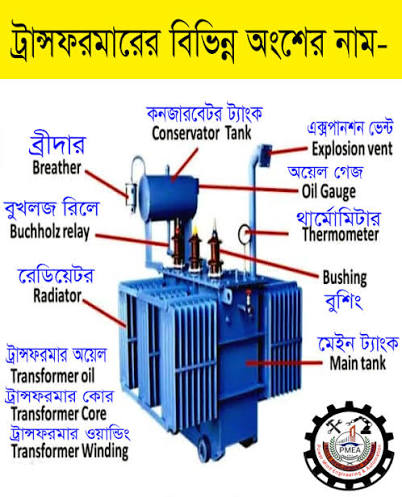 ট্রান্সফরমারের বিভিন্ন অংশের নাম-
কনজারবেটর ট্যাংক
Conservator Tank
এক্সপানশন ভেন্ট
Explosion vent
ব্রীদার
Breather
অয়েল গেজ
Oil Gauge
বুখলজ রিলে
Buchholz relay
থার্মোমিটার
Thermometer
রেডিয়েটর
Radiator
Bushing
বুশিং
মেইন ট্যাংক
Main tank
ট্রান্সফরমার অয়েল
Transformer oil
ট্রান্সফরমার কোর
Transformer Core
ট্রান্সফরমার ওয়ান্ডিং
Transformer Winding
PMEA